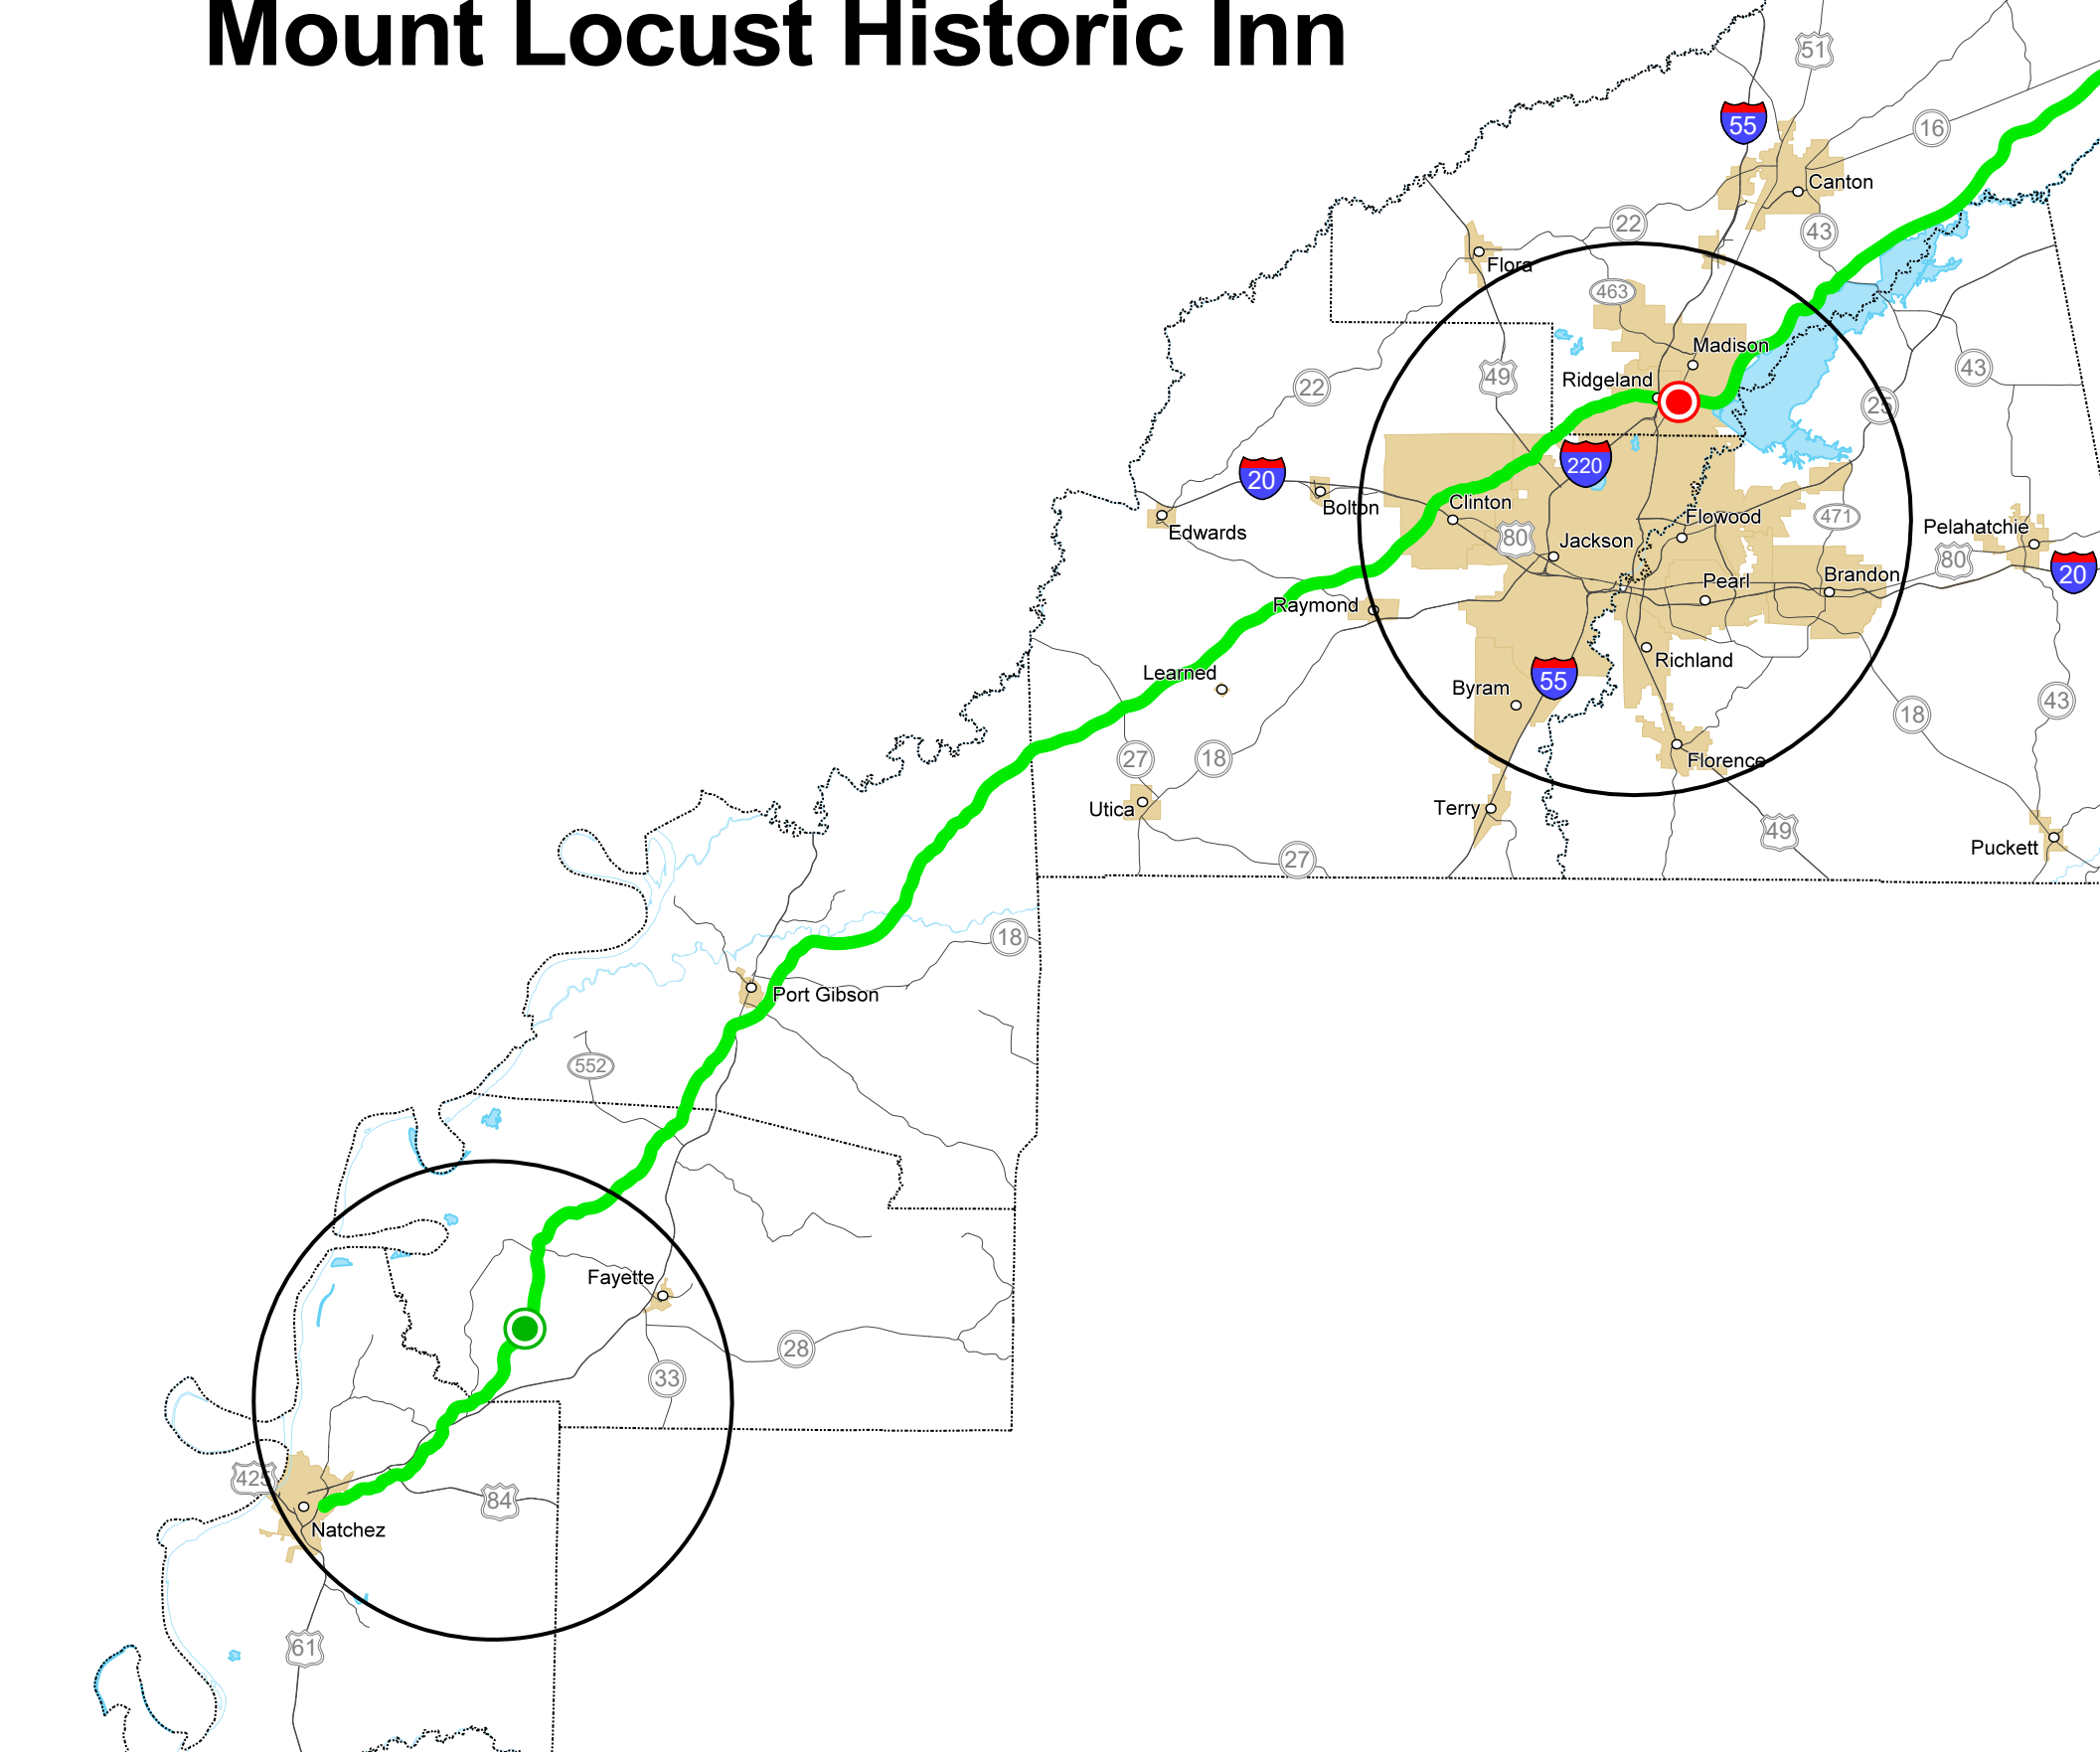 Mount Locust Historic Inn
51
55
16
Canton
22
43
Flora
463
Madison
49
Ridgeland
22
43
25
220
20
Bolton
Clinton
Edwards
80
Flowood
471
Pelahatchie
Jackson
80
20
Pearl
Brandon
Raymond
Learned
Richland
Byram
55
43
18
27
18
Florence
Utica
Terry
49
27
Puckett
18
Port Gibson
552
Fayette
28
33
425
84
Natchez
61